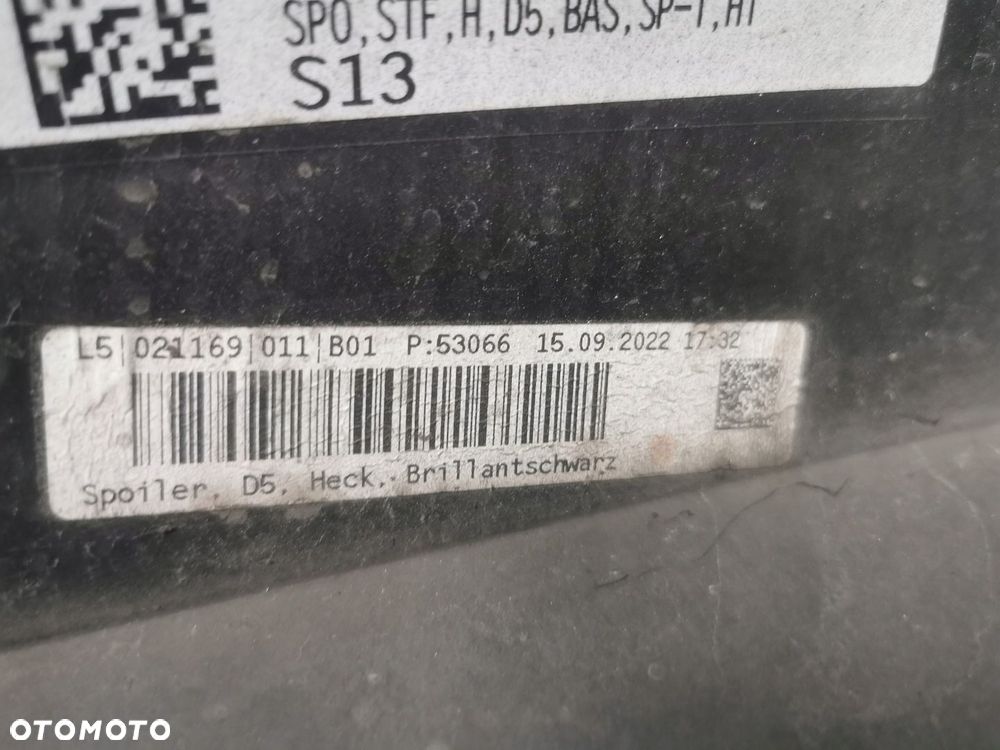 SPO,STF,H,D5,BAS,SP-T,HT
S13
L5|021169|011|B01 P:53066 15.09.2022 17:32
Spoiler, D5, Heck, Brillantschwarz
OTOMOTO